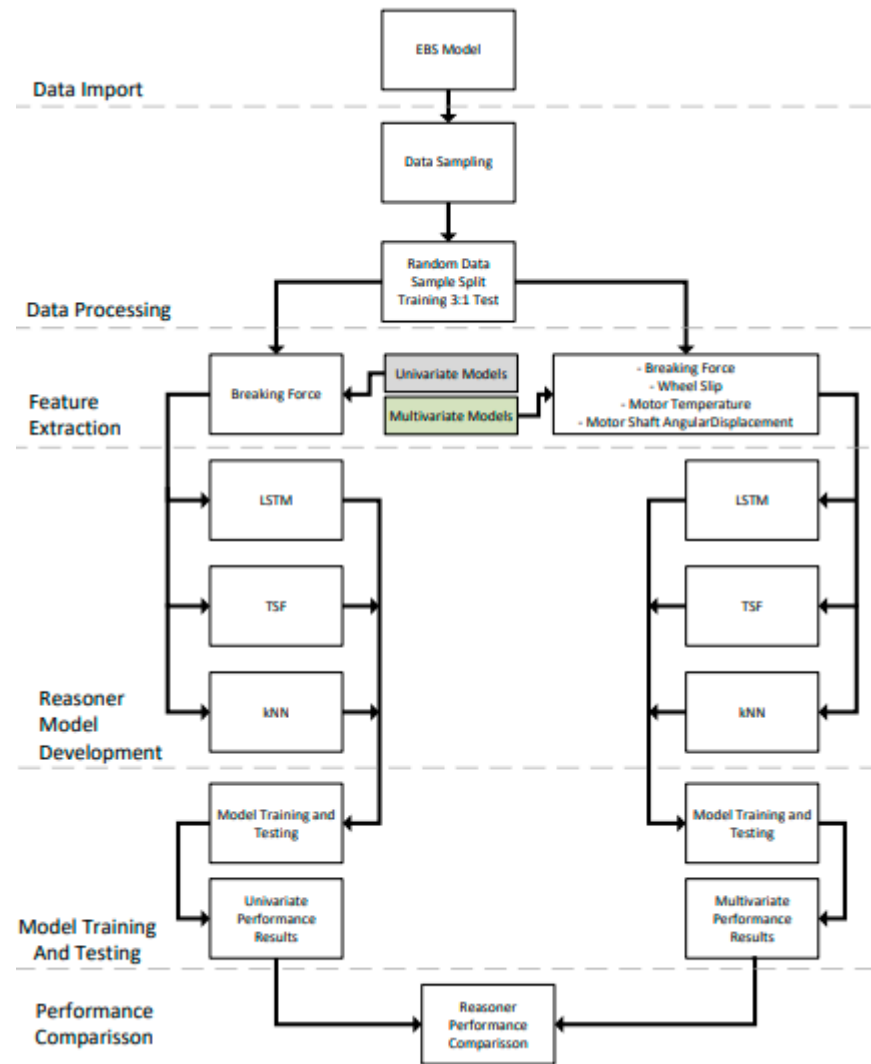 EBS Model
Data Import
Data Sampling
Random Data
Sample Split
Training 3:1 Test
Data Processing
Breaking Force
Univariate Models
Multivariate Models
- Breaking Force
- Wheel Slip
- Motor Temperature
- Motor Shaft AngularDisplacement
Feature
Extraction
LSTM
LSTM
TSF
TSF
kNN
kNN
Reasoner
Model
Development
Model Training and
Testing
Model Training and
Testing
Univariate
Performance
Results
Multivariate
Performance
Results
Model Training
And Testing
Performance
Comparisson
Reasoner
Performance
Comparisson